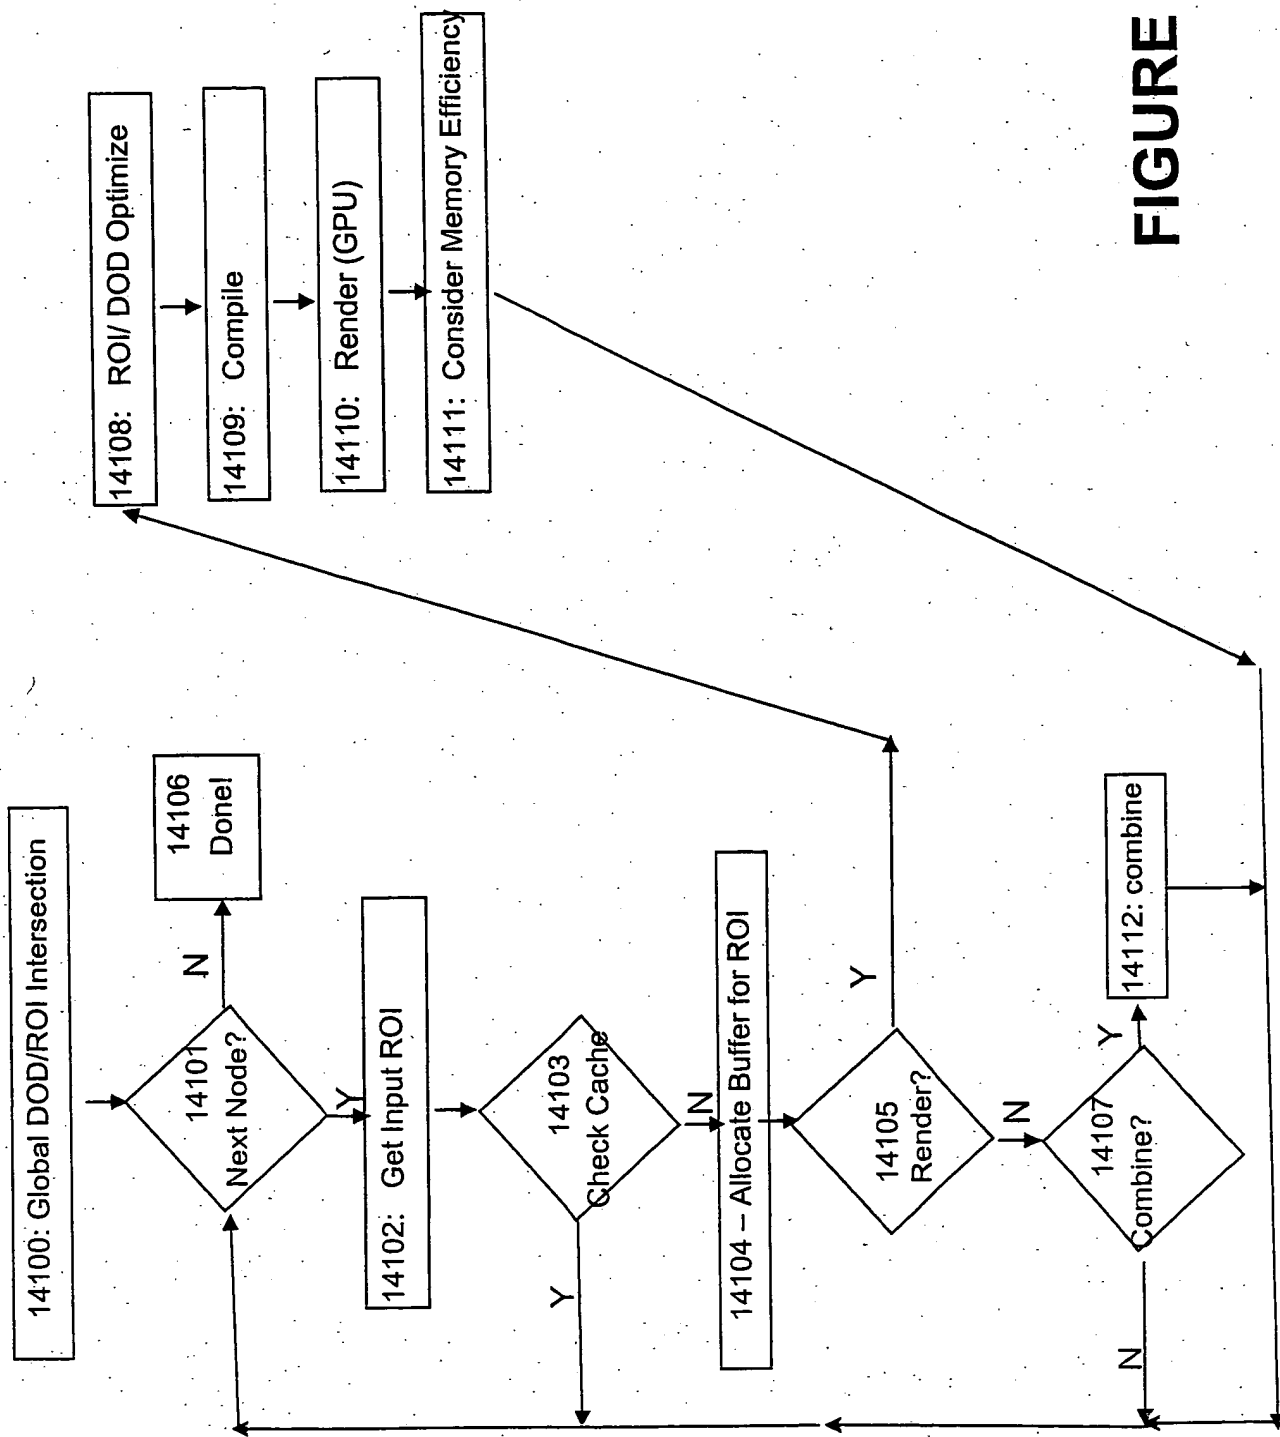 14100: Global DOD/ROI Intersection
14101
Next Node?
N
14106
Done!
Y
14102: Get Input ROI
14103
Check Cache
Y
N
14104 – Allocate Buffer for ROI
14105
Render?
Y
N
14107
Combine?
Y
14112: combine
N
14108: ROI/ DOD Optimize
14109: Compile
14110: Render (GPU)
14111: Consider Memory Efficiency
FIGURE